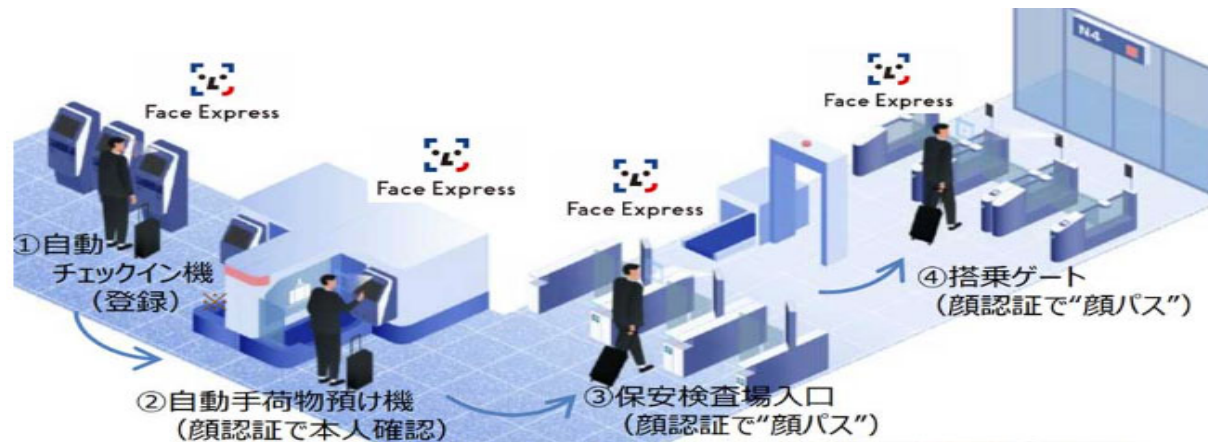 Face Express
①自動
チェックイン機
（登録）
Face Express
②自動手荷物預け機
（顔認証で本人確認）
※
Face Express
③保安検査場入口
（顔認証で“顔パス”）
Face Express
④搭乗ゲート
（顔認証で“顔パス”）
N4